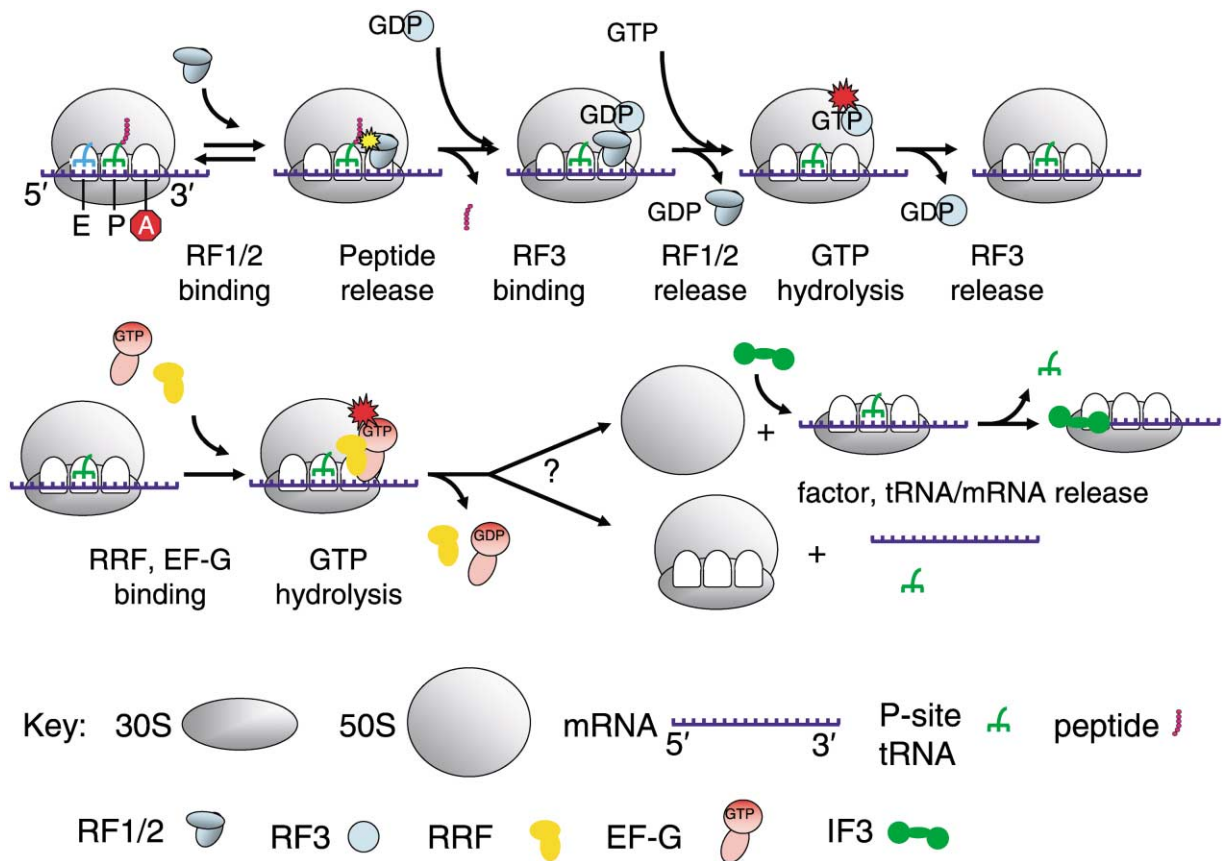 GDP
GTP
GDP
GTP
5′ 3′
E P A
GDP
GDP
RF1/2 binding
Peptide release
RF3 binding
RF1/2 release
GTP hydrolysis
RF3 release
GTP
GTP
?
+
factor, tRNA/mRNA release
GDP
+
RRF, EF-G binding
GTP hydrolysis
Key: 30S 50S mRNA 5′ 3′ P-site tRNA peptide
RF1/2 RF3 RRF EF-G GTP IF3